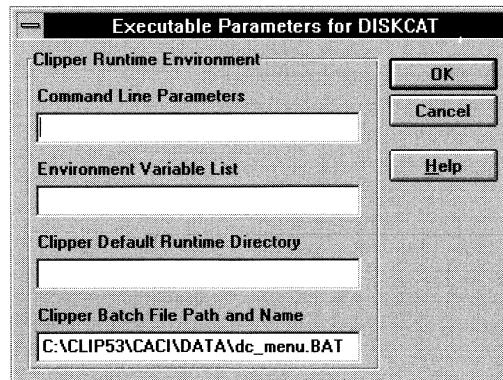 Executable Parameters for DISKCAT
Clipper Runtime Environment
Command Line Parameters
Environment Variable List
Clipper Default Runtime Directory
Clipper Batch File Path and Name
C:\CLIP53\CACI\DATA\dc_menu.BAT
OK
Cancel
Help